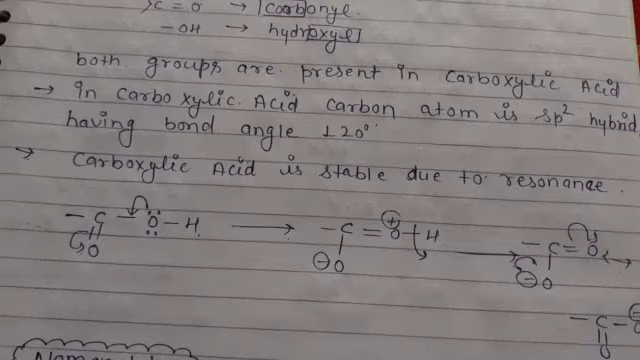 >C=O → carbonyl.
-OH → hydroxyl
both groups are present in Carboxylic Acid
→ In Carboxylic Acid carbon atom is sp² hybrid
having bond angle 120°
→ Carboxylic Acid is stable due to resonance.
-C-O-H → -C=O+H → -C=O ↔
O ⊖O ⊖O
-C-O
O